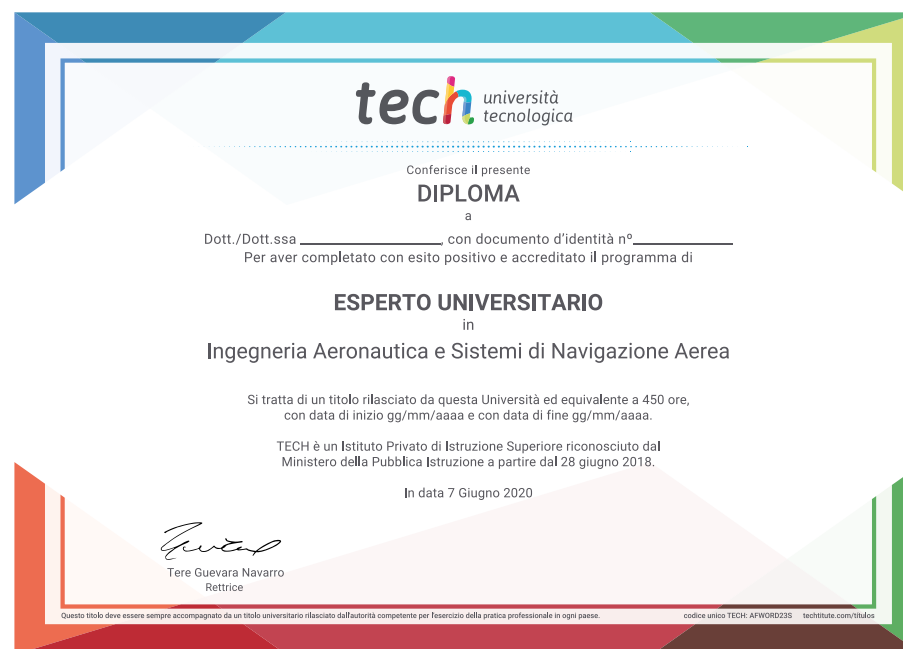 tech università
tecnologica
Conferisce il presente
DIPLOMA
a
Dott./Dott.ssa ____________________, con documento d'identità nº______________
Per aver completato con esito positivo e accreditato il programma di
ESPERTO UNIVERSITARIO
in
Ingegneria Aeronautica e Sistemi di Navigazione Aerea
Si tratta di un titolo rilasciato da questa Università ed equivalente a 450 ore,
con data di inizio gg/mm/aaaa e con data di fine gg/mm/aaaa.
TECH è un Istituto Privato di Istruzione Superiore riconosciuto dal
Ministero della Pubblica Istruzione a partire dal 28 giugno 2018.
In data 7 Giugno 2020
Tere Guevara Navarro
Rettrice
Questo titolo deve essere sempre accompagnato da un titolo universitario rilasciato dall'autorità competente per l'esercizio della pratica professionale in ogni paese. codice unico TECH: AFWORD23S techtitute.com/titulos